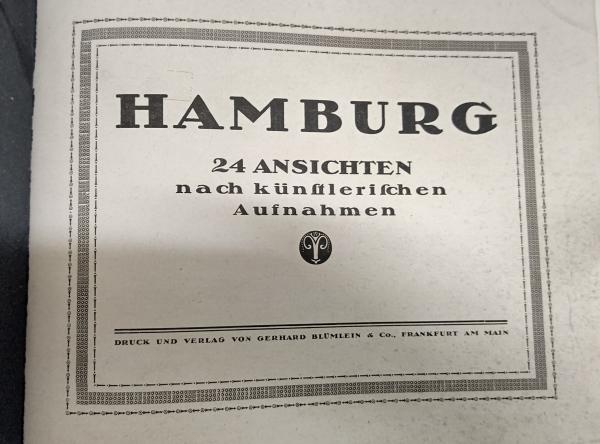 HAMBURG
24 ANSICHTEN
nach künſtleriſchen
Aufnahmen
DRUCK UND VERLAG VON GERHARD BLÜMLEIN & Co., FRANKFURT AM MAIN